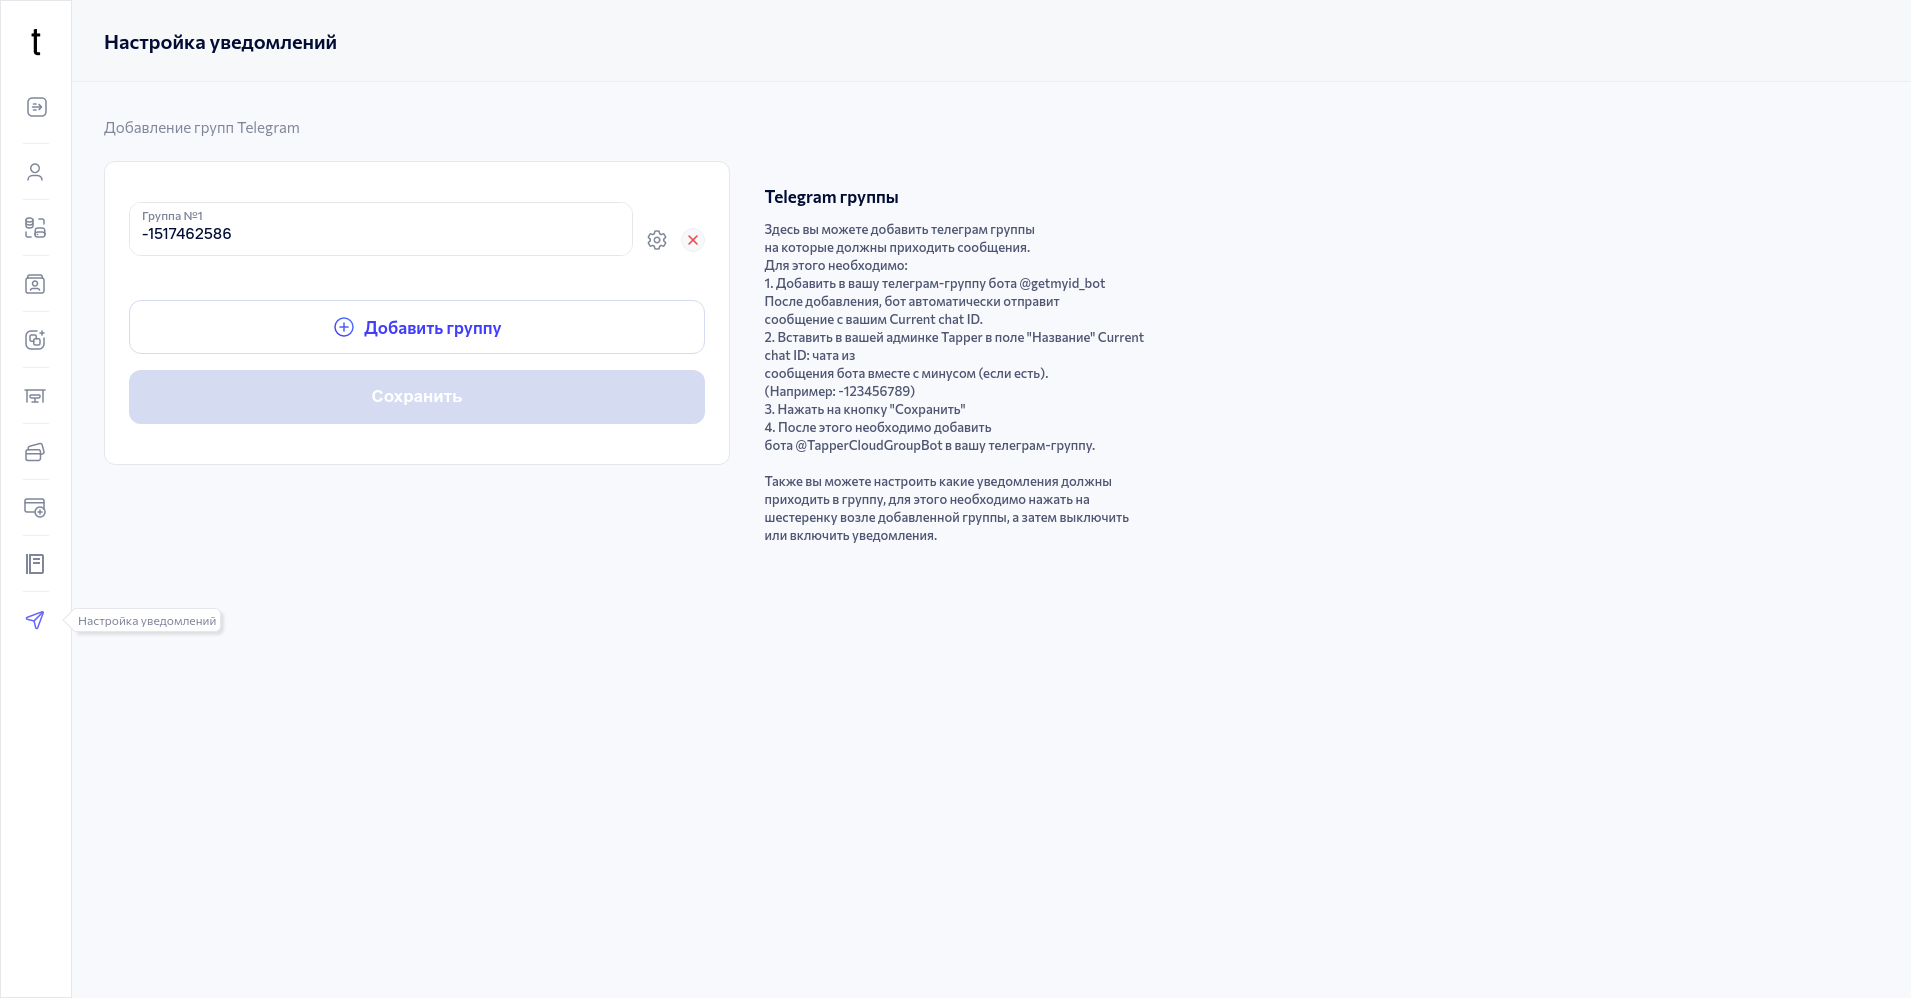 t
Настройка уведомлений
Добавление групп Telegram
Группа №1
-1517462586
Добавить группу
Сохранить
Telegram группы
Здесь вы можете добавить телеграм группы
на которые должны приходить сообщения.
Для этого необходимо:
1. Добавить в вашу телеграм-группу бота @getmyid_bot
После добавления, бот автоматически отправит
сообщение с вашим Current chat ID.
2. Вставить в вашей админке Tapper в поле "Название" Current
chat ID: чата из
сообщения бота вместе с минусом (если есть).
(Например: -123456789)
3. Нажать на кнопку "Сохранить"
4. После этого необходимо добавить
бота @TapperCloudGroupBot в вашу телеграм-группу.
Также вы можете настроить какие уведомления должны
приходить в группу, для этого необходимо нажать на
шестеренку возле добавленной группы, а затем выключить
или включить уведомления.
Настройка уведомлений